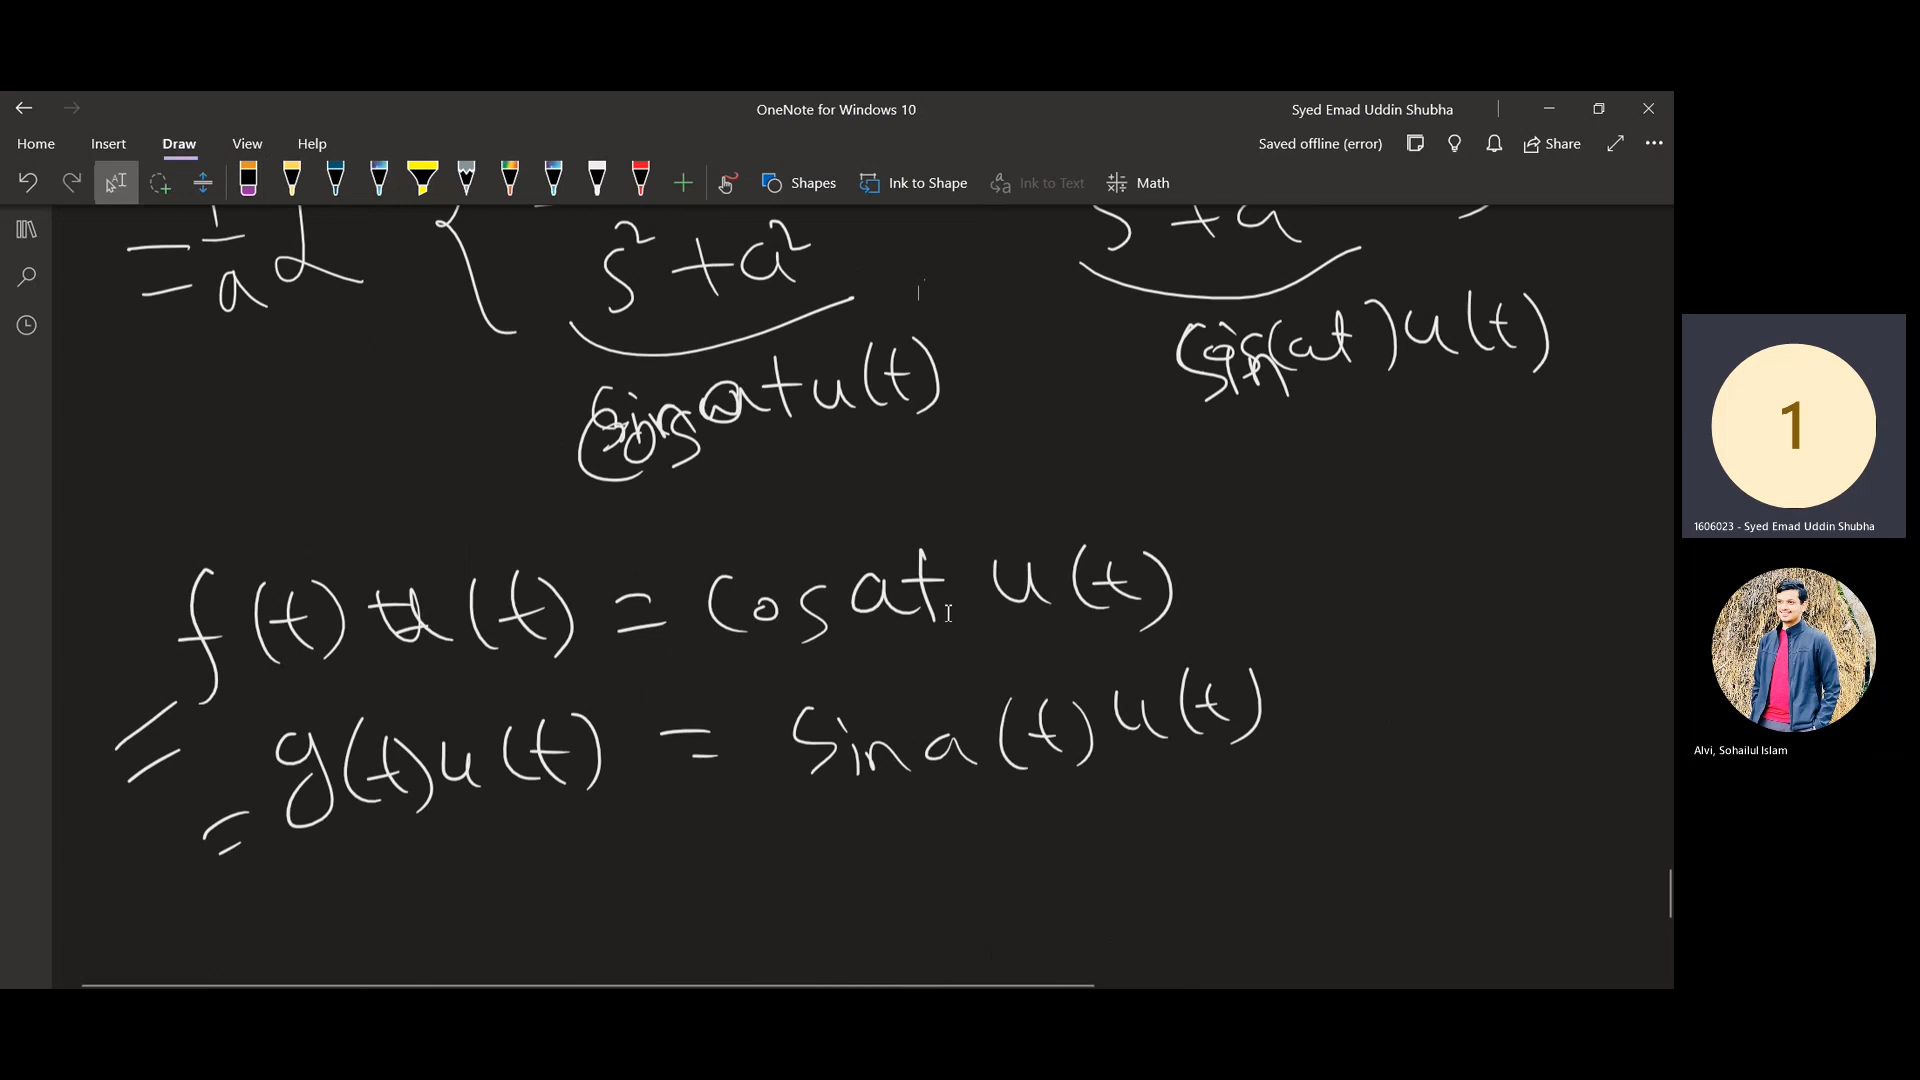 OneNote for Windows 10
Syed Emad Uddin Shubha
Home Insert Draw View Help
Saved offline (error)
Share
Shapes
Ink to Shape
Ink to Text
Math
= 1/a
s² + a²
s + a
at u(t)
(at) u(t)
f(t) u(t) = cos at u(t)
= g(t) u(t) = Sin a(t) u(t)
=
1
1606023 - Syed Emad Uddin Shubha
Alvi, Sohailul Islam